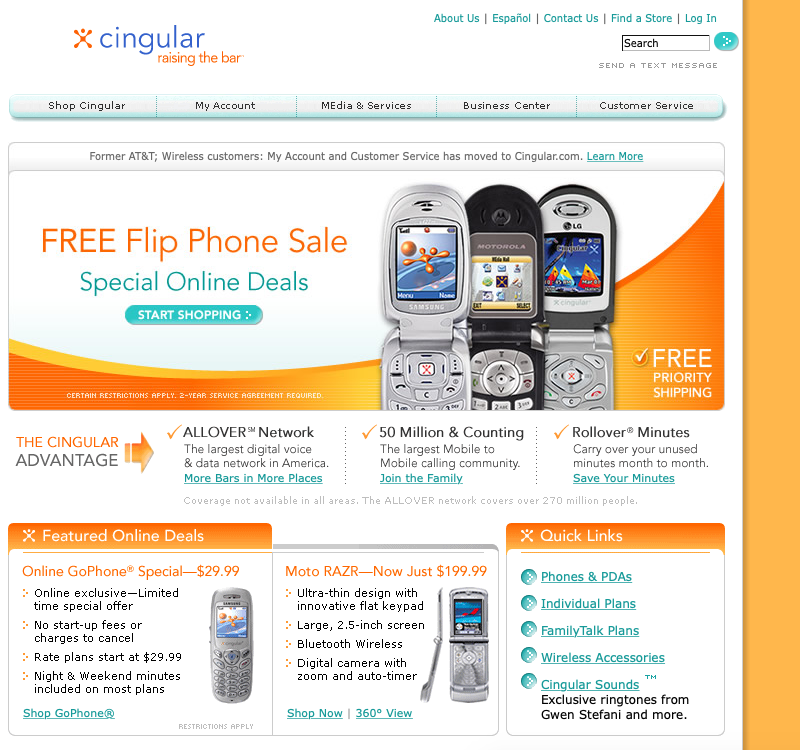 About Us | Español | Contact Us | Find a Store | Log In
cingular
raising the bar
Search
SEND A TEXT MESSAGE
Shop Cingular
My Account
MEdia & Services
Business Center
Customer Service
Former AT&T; Wireless customers: My Account and Customer Service has moved to Cingular.com. Learn More
FREE Flip Phone Sale
Special Online Deals
START SHOPPING
CERTAIN RESTRICTIONS APPLY. 2-YEAR SERVICE AGREEMENT REQUIRED.
Menu
Name
SAMSUNG
MOTOROLA
MEdia Mall
EXIT
SELECT
LG
cingular
cingular
FREE
PRIORITY
SHIPPING
THE CINGULAR
ADVANTAGE
ALLOVER℠ Network
The largest digital voice
& data network in America.
More Bars in More Places
50 Million & Counting
The largest Mobile to
Mobile calling community.
Join the Family
Rollover® Minutes
Carry over your unused
minutes month to month.
Save Your Minutes
Coverage not available in all areas. The ALLOVER network covers over 270 million people.
Featured Online Deals
Online GoPhone® Special—$29.99
Online exclusive—Limited
time special offer
No start-up fees or
charges to cancel
Rate plans start at $29.99
Night & Weekend minutes
included on most plans
Shop GoPhone®
RESTRICTIONS APPLY
SAMSUNG
Moto RAZR—Now Just $199.99
Ultra-thin design with
innovative flat keypad
Large, 2.5-inch screen
Bluetooth Wireless
Digital camera with
zoom and auto-timer
Shop Now | 360° View
Quick Links
Phones & PDAs
Individual Plans
FamilyTalk Plans
Wireless Accessories
Cingular Sounds ™
Exclusive ringtones from
Gwen Stefani and more.